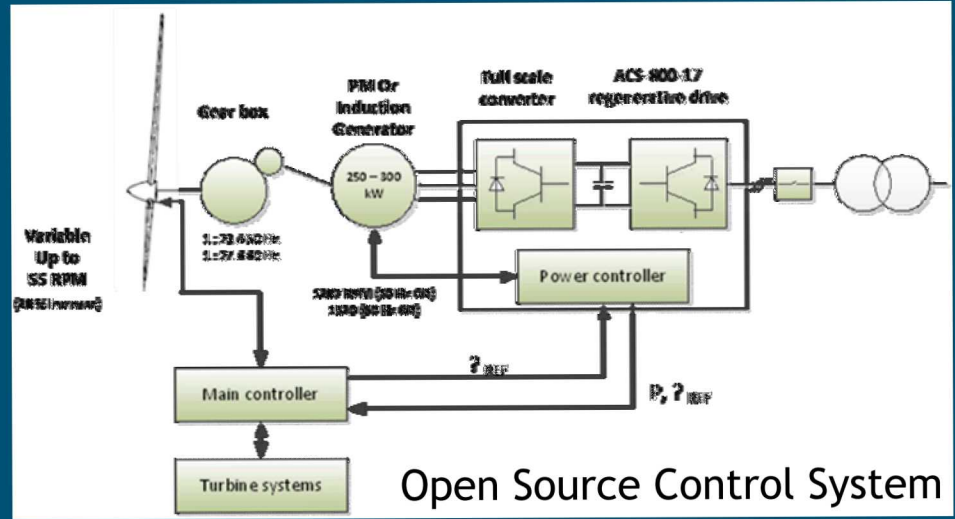 Full scale
converter
ACS-800-17
regenerative drive
PM Or
Induction
Generator
Gear box
250 – 300
kW
Variable
Up to
55 RPM
Power controller
? REF
P, ? REF
Main controller
Turbine systems
Open Source Control System